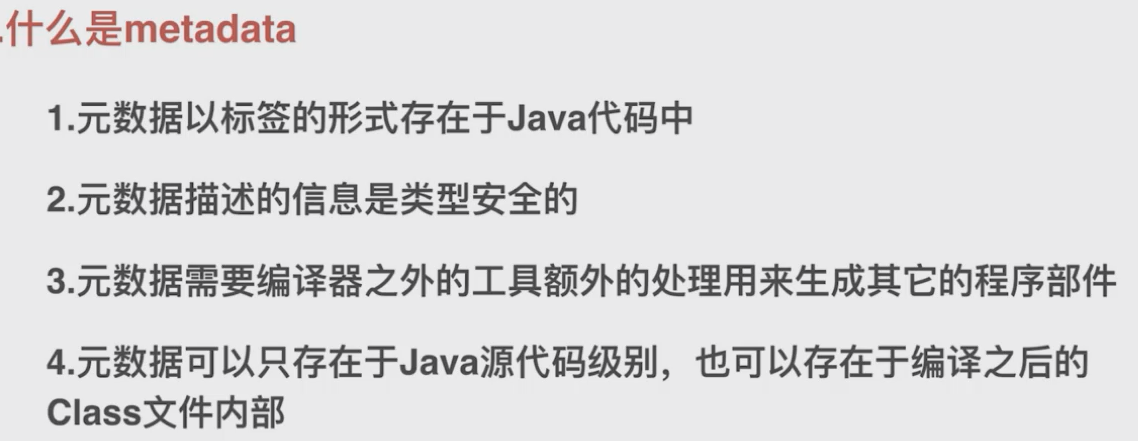 .什么是metadata
1.元数据以标签的形式存在于Java代码中
2.元数据描述的信息是类型安全的
3.元数据需要编译器之外的工具额外的处理用来生成其它的程序部件
4.元数据可以只存在于Java源代码级别，也可以存在于编译之后的
Class文件内部